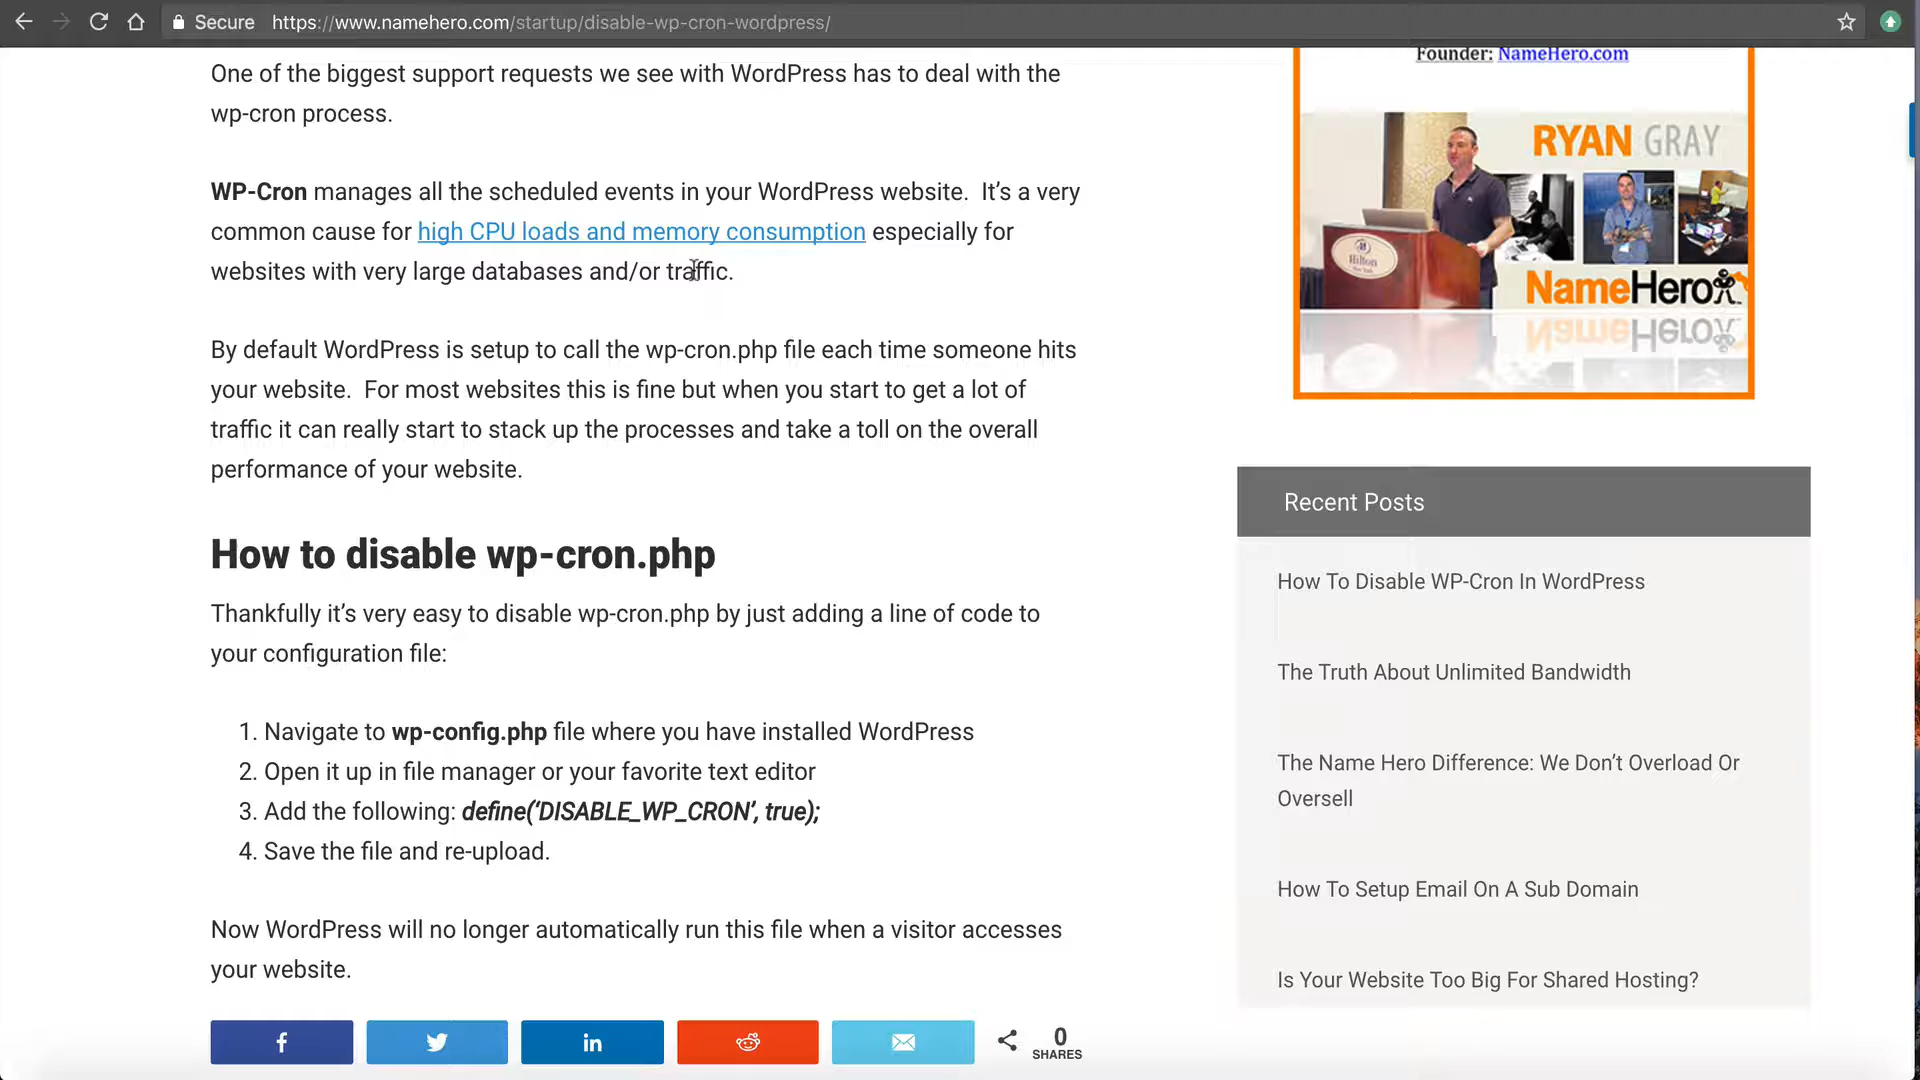 Secure https://www.namehero.com/startup/disable-wp-cron-wordpress/
One of the biggest support requests we see with WordPress has to deal with the
wp-cron process.
WP-Cron manages all the scheduled events in your WordPress website.  It’s a very
common cause for high CPU loads and memory consumption especially for
websites with very large databases and/or traffic.
By default WordPress is setup to call the wp-cron.php file each time someone hits
your website.  For most websites this is fine but when you start to get a lot of
traffic it can really start to stack up the processes and take a toll on the overall
performance of your website.
How to disable wp-cron.php
Thankfully it’s very easy to disable wp-cron.php by just adding a line of code to
your configuration file:
1. Navigate to wp-config.php file where you have installed WordPress
2. Open it up in file manager or your favorite text editor
3. Add the following: define(‘DISABLE_WP_CRON’, true);
4. Save the file and re-upload.
Now WordPress will no longer automatically run this file when a visitor accesses
your website.
0
SHARES
Founder: NameHero.com
RYAN GRAY
Hilton
NameHero
NameHero
Recent Posts
How To Disable WP-Cron In WordPress
The Truth About Unlimited Bandwidth
The Name Hero Difference: We Don’t Overload Or
Oversell
How To Setup Email On A Sub Domain
Is Your Website Too Big For Shared Hosting?